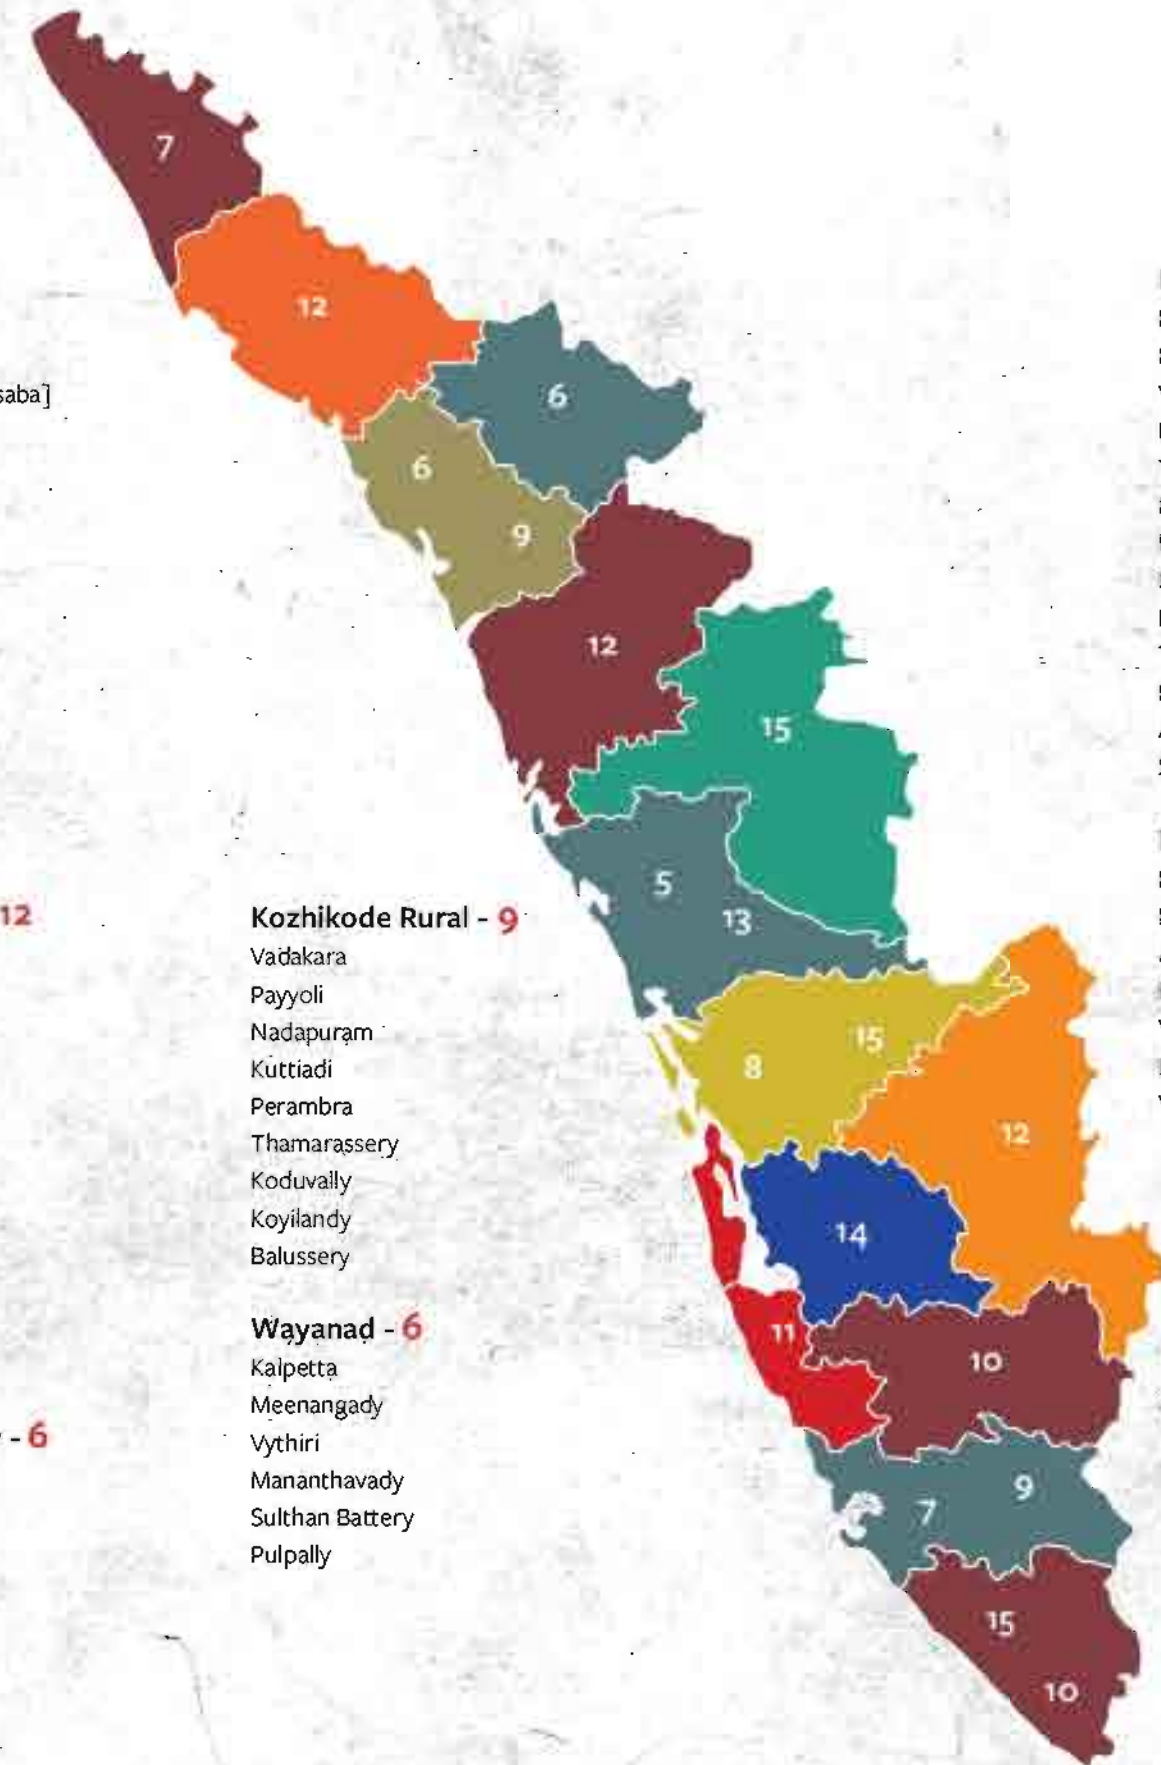 7
12
6
saba]
6
9
12
15
5
13
12
Kozhikode Rural - 9
Vadakara
Payyoli
Nadapuram
Kuttiadi
Perambra
Thamarassery
Koduvally
Koyilandy
Balussery
Wayanad - 6
Kalpetta
Meenangady
Vythiri
Mananthavady
Sulthan Battery
Pulpally
- 6
2
15
8
12
14
11
10
9
7
15
10